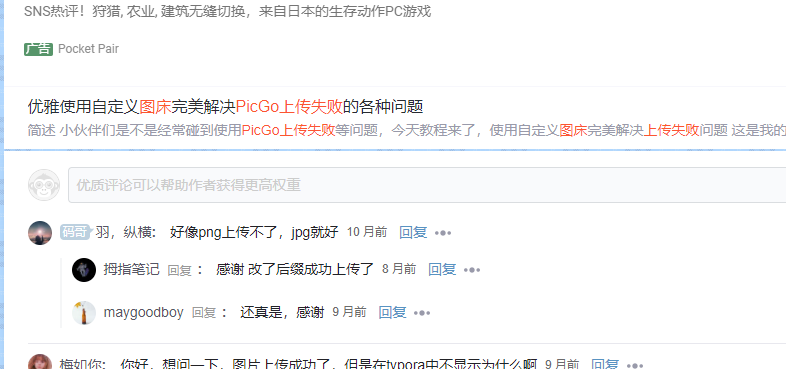 SNS热评！狩猎, 农业, 建筑无缝切换，来自日本的生存动作PC游戏
广告 Pocket Pair
优雅使用自定义图床完美解决PicGo上传失败的各种问题
简述 小伙伴们是不是经常碰到使用PicGo上传失败等问题，今天教程来了，使用自定义图床完美解决上传失败问题 这是我的
优质评论可以帮助作者获得更高权重
码哥 羽，纵横： 好像png上传不了，jpg就好 10 月前 回复 •••
拇指笔记 回复： 感谢 改了后缀成功上传了 8 月前 回复 •••
maygoodboy 回复： 还真是，感谢 9 月前 回复 •••
梅如你： 你好，想问一下，图片上传成功了，但是在typora中不显示为什么啊 9 月前 回复 •••